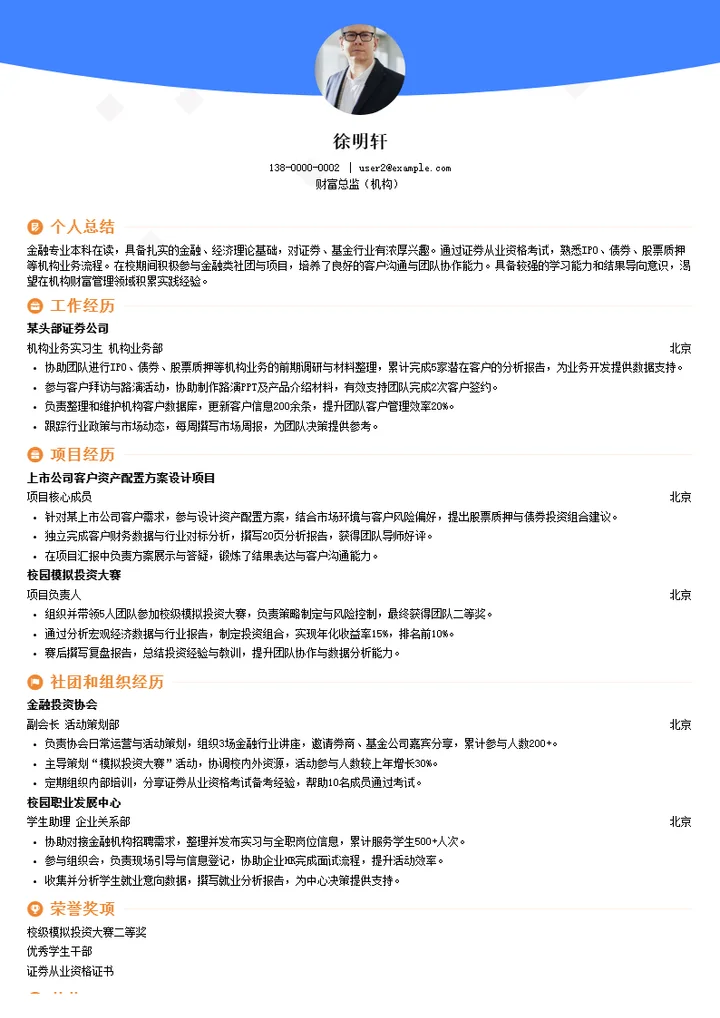 徐明轩
138-0000-0002 | user2@example.com
财富总监（机构）
个人总结
金融专业本科在读，具备扎实的金融、经济理论基础，对证券、基金行业有浓厚兴趣。通过证券从业资格考试，熟悉IPO、债券、股票质押
等机构业务流程。在校期间积极参与金融类社团与项目，培养了良好的客户沟通与团队协作能力。具备较强的学习能力和结果导向意识，渴
望在机构财富管理领域积累实践经验。
工作经历
某头部证券公司
机构业务实习生 机构业务部 北京
• 协助团队进行IPO、债券、股票质押等机构业务的前期调研与材料整理，累计完成5家潜在客户的分析报告，为业务开发提供数据支持。
• 参与客户拜访与路演活动，协助制作路演PPT及产品介绍材料，有效支持团队完成2次客户签约。
• 负责整理和维护机构客户数据库，更新客户信息200余条，提升团队客户管理效率20%。
• 跟踪行业政策与市场动态，每周撰写市场周报，为团队决策提供参考。
项目经历
上市公司客户资产配置方案设计项目
项目核心成员 北京
• 针对某上市公司客户需求，参与设计资产配置方案，结合市场环境与客户风险偏好，提出股票质押与债券投资组合建议。
• 独立完成客户财务数据与行业对标分析，撰写20页分析报告，获得团队导师好评。
• 在项目汇报中负责方案展示与答疑，锻炼了结果表达与客户沟通能力。
校园模拟投资大赛
项目负责人 北京
• 组织并带领5人团队参加校级模拟投资大赛，负责策略制定与风险控制，最终获得团队二等奖。
• 通过分析宏观经济数据与行业报告，制定投资组合，实现年化收益率15%，排名前10%。
• 赛后撰写复盘报告，总结投资经验与教训，提升团队协作与数据分析能力。
社团和组织经历
金融投资协会
副会长 活动策划部 北京
• 负责协会日常运营与活动策划，组织3场金融行业讲座，邀请券商、基金公司嘉宾分享，累计参与人数200+。
• 主导策划“模拟投资大赛”活动，协调校内外资源，活动参与人数较上年增长30%。
• 定期组织内部培训，分享证券从业资格考试备考经验，帮助10名成员通过考试。
校园职业发展中心
学生助理 企业关系部 北京
• 协助对接金融机构招聘需求，整理并发布实习与全职岗位信息，累计服务学生500+人次。
• 参与组织会，负责现场引导与信息登记，协助企业HR完成面试流程，提升活动效率。
• 收集并分析学生就业意向数据，撰写就业分析报告，为中心决策提供支持。
荣誉奖项
校级模拟投资大赛二等奖
优秀学生干部
证券从业资格证书